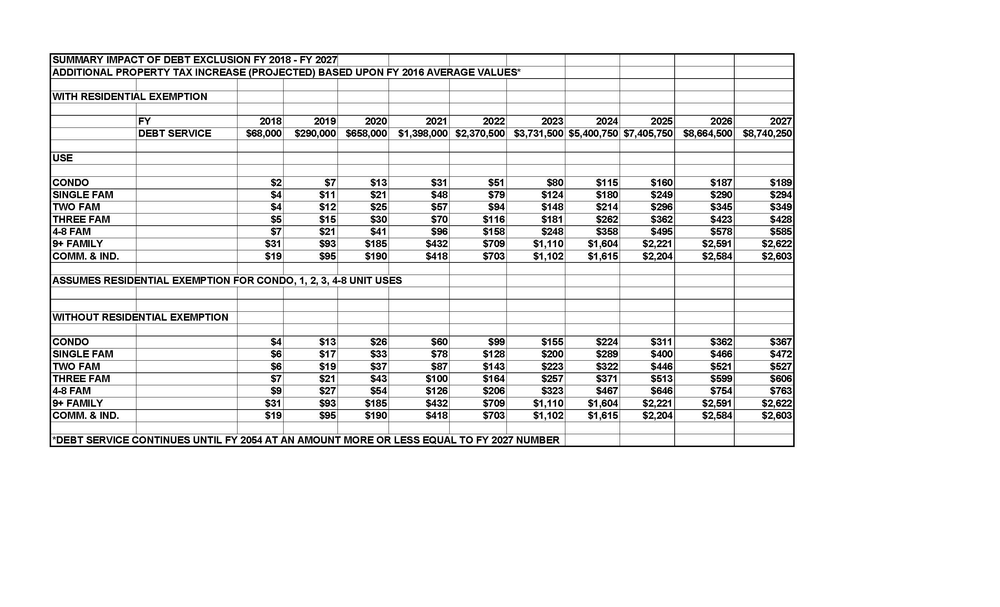 SUMMARY IMPACT OF DEBT EXCLUSION FY 2018 - FY 2027
ADDITIONAL PROPERTY TAX INCREASE (PROJECTED) BASED UPON FY 2016 AVERAGE VALUES*
WITH RESIDENTIAL EXEMPTION
FY 2018 2019 2020 2021 2022 2023 2024 2025 2026 2027
DEBT SERVICE $68,000 $290,000 $658,000 $1,398,000 $2,370,500 $3,731,500 $5,400,750 $7,405,750 $8,664,500 $8,740,250
USE
CONDO $2 $7 $13 $31 $51 $80 $115 $160 $187 $189
SINGLE FAM $4 $11 $21 $48 $79 $124 $180 $249 $290 $294
TWO FAM $4 $12 $25 $57 $94 $148 $214 $296 $345 $349
THREE FAM $5 $15 $30 $70 $116 $181 $262 $362 $423 $428
4-8 FAM $7 $21 $41 $96 $158 $248 $358 $495 $578 $585
9+ FAMILY $31 $93 $185 $432 $709 $1,110 $1,604 $2,221 $2,591 $2,622
COMM. & IND. $19 $95 $190 $418 $703 $1,102 $1,615 $2,204 $2,584 $2,603
ASSUMES RESIDENTIAL EXEMPTION FOR CONDO, 1, 2, 3, 4-8 UNIT USES
WITHOUT RESIDENTIAL EXEMPTION
CONDO $4 $13 $26 $60 $99 $155 $224 $311 $362 $367
SINGLE FAM $6 $17 $33 $78 $128 $200 $289 $400 $466 $472
TWO FAM $6 $19 $37 $87 $143 $223 $322 $446 $521 $527
THREE FAM $7 $21 $43 $100 $164 $257 $371 $513 $599 $606
4-8 FAM $9 $27 $54 $126 $206 $323 $467 $646 $754 $763
9+ FAMILY $31 $93 $185 $432 $709 $1,110 $1,604 $2,221 $2,591 $2,622
COMM. & IND. $19 $95 $190 $418 $703 $1,102 $1,615 $2,204 $2,584 $2,603
*DEBT SERVICE CONTINUES UNTIL FY 2054 AT AN AMOUNT MORE OR LESS EQUAL TO FY 2027 NUMBER